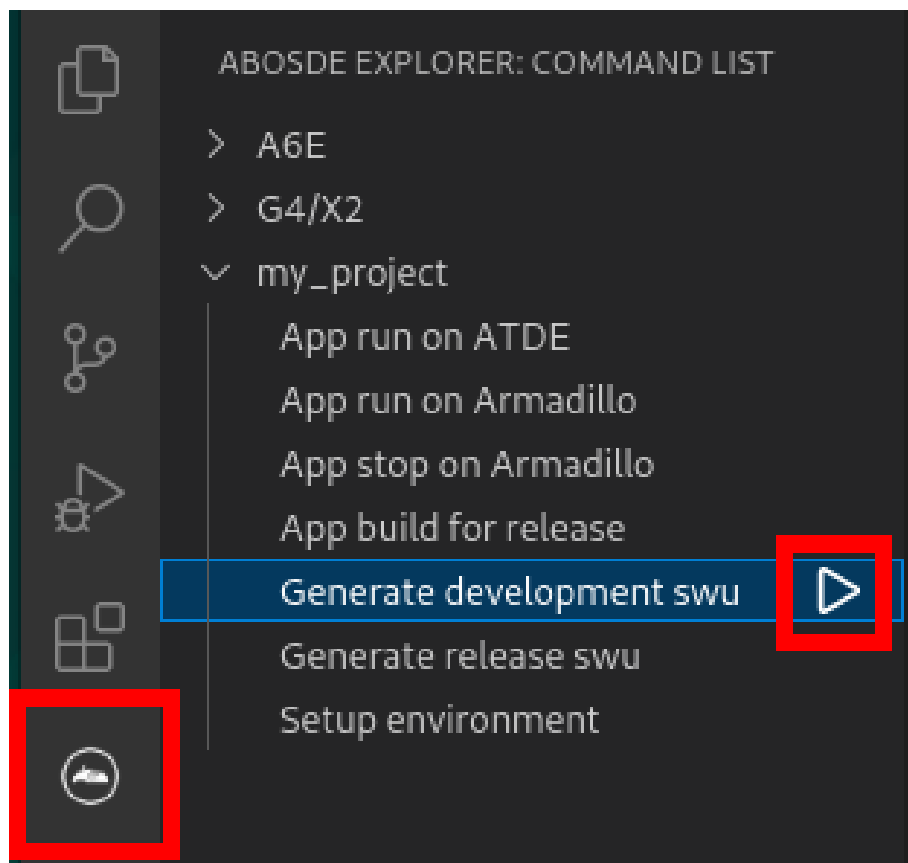 ABOSDE EXPLORER: COMMAND LIST
A6E
G4/X2
my_project
App run on ATDE
App run on Armadillo
App stop on Armadillo
App build for release
Generate development swu
Generate release swu
Setup environment